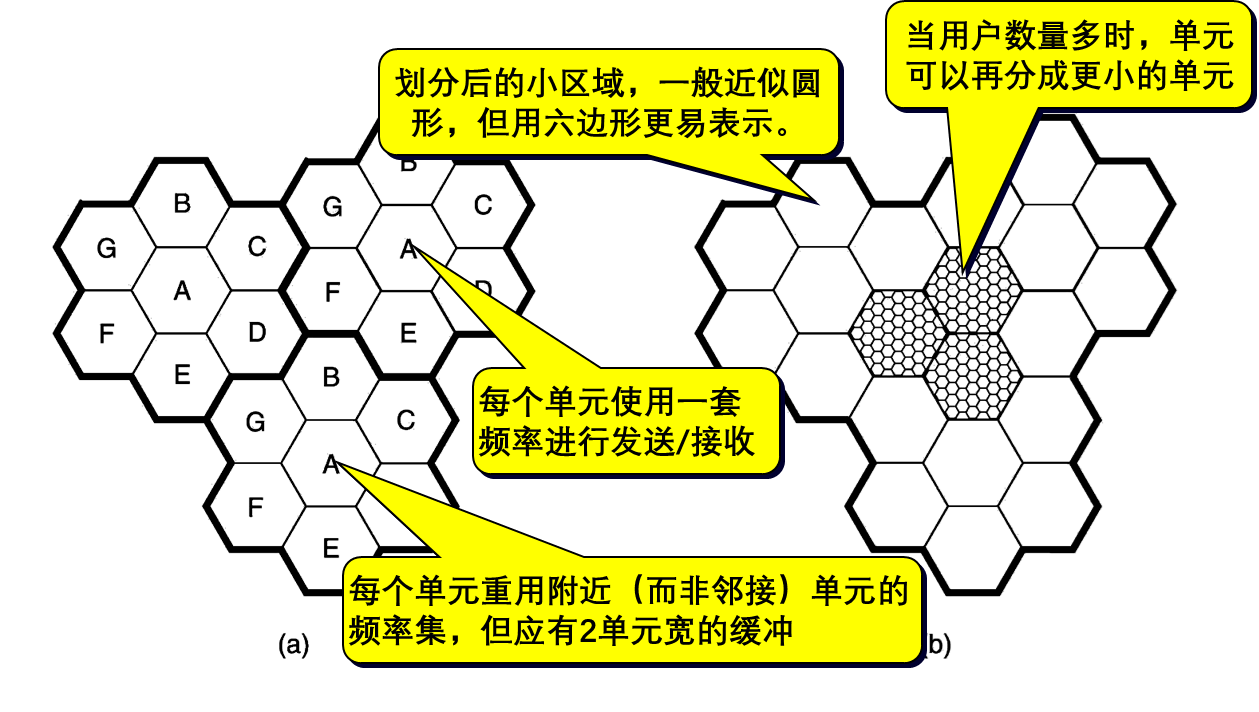 当用户数量多时，单元
可以再分成更小的单元
划分后的小区域，一般近似圆
形，但用六边形更易表示。
B
B
G
C
G
C
A
A
F
D
F
D
E
E
B
G
C
A
F
E
每个单元使用一套
频率进行发送/接收
每个单元重用附近（而非邻接）单元的
频率集，但应有2单元宽的缓冲
(a)
b)